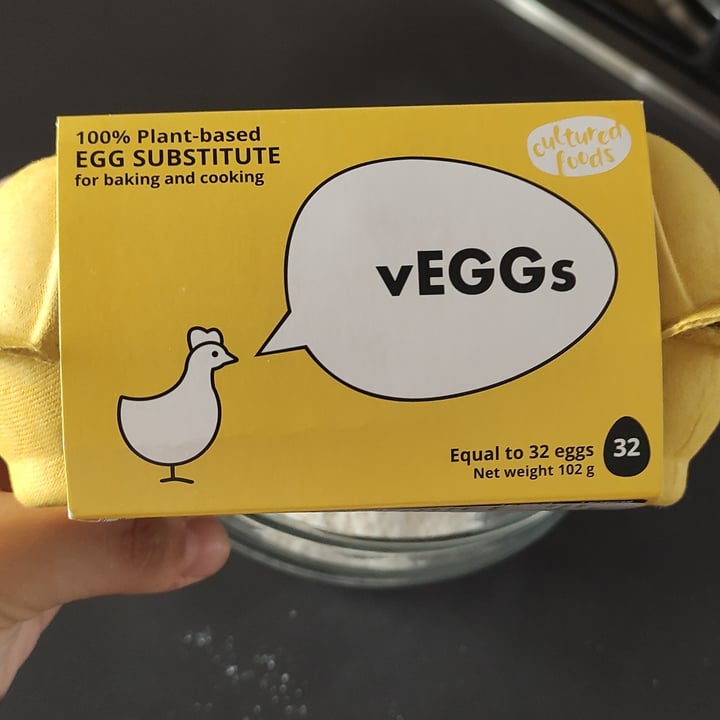 100% Plant-based
EGG SUBSTITUTE
for baking and cooking
cultured
foods
vEGGs
Equal to 32 eggs
Net weight 102 g
32